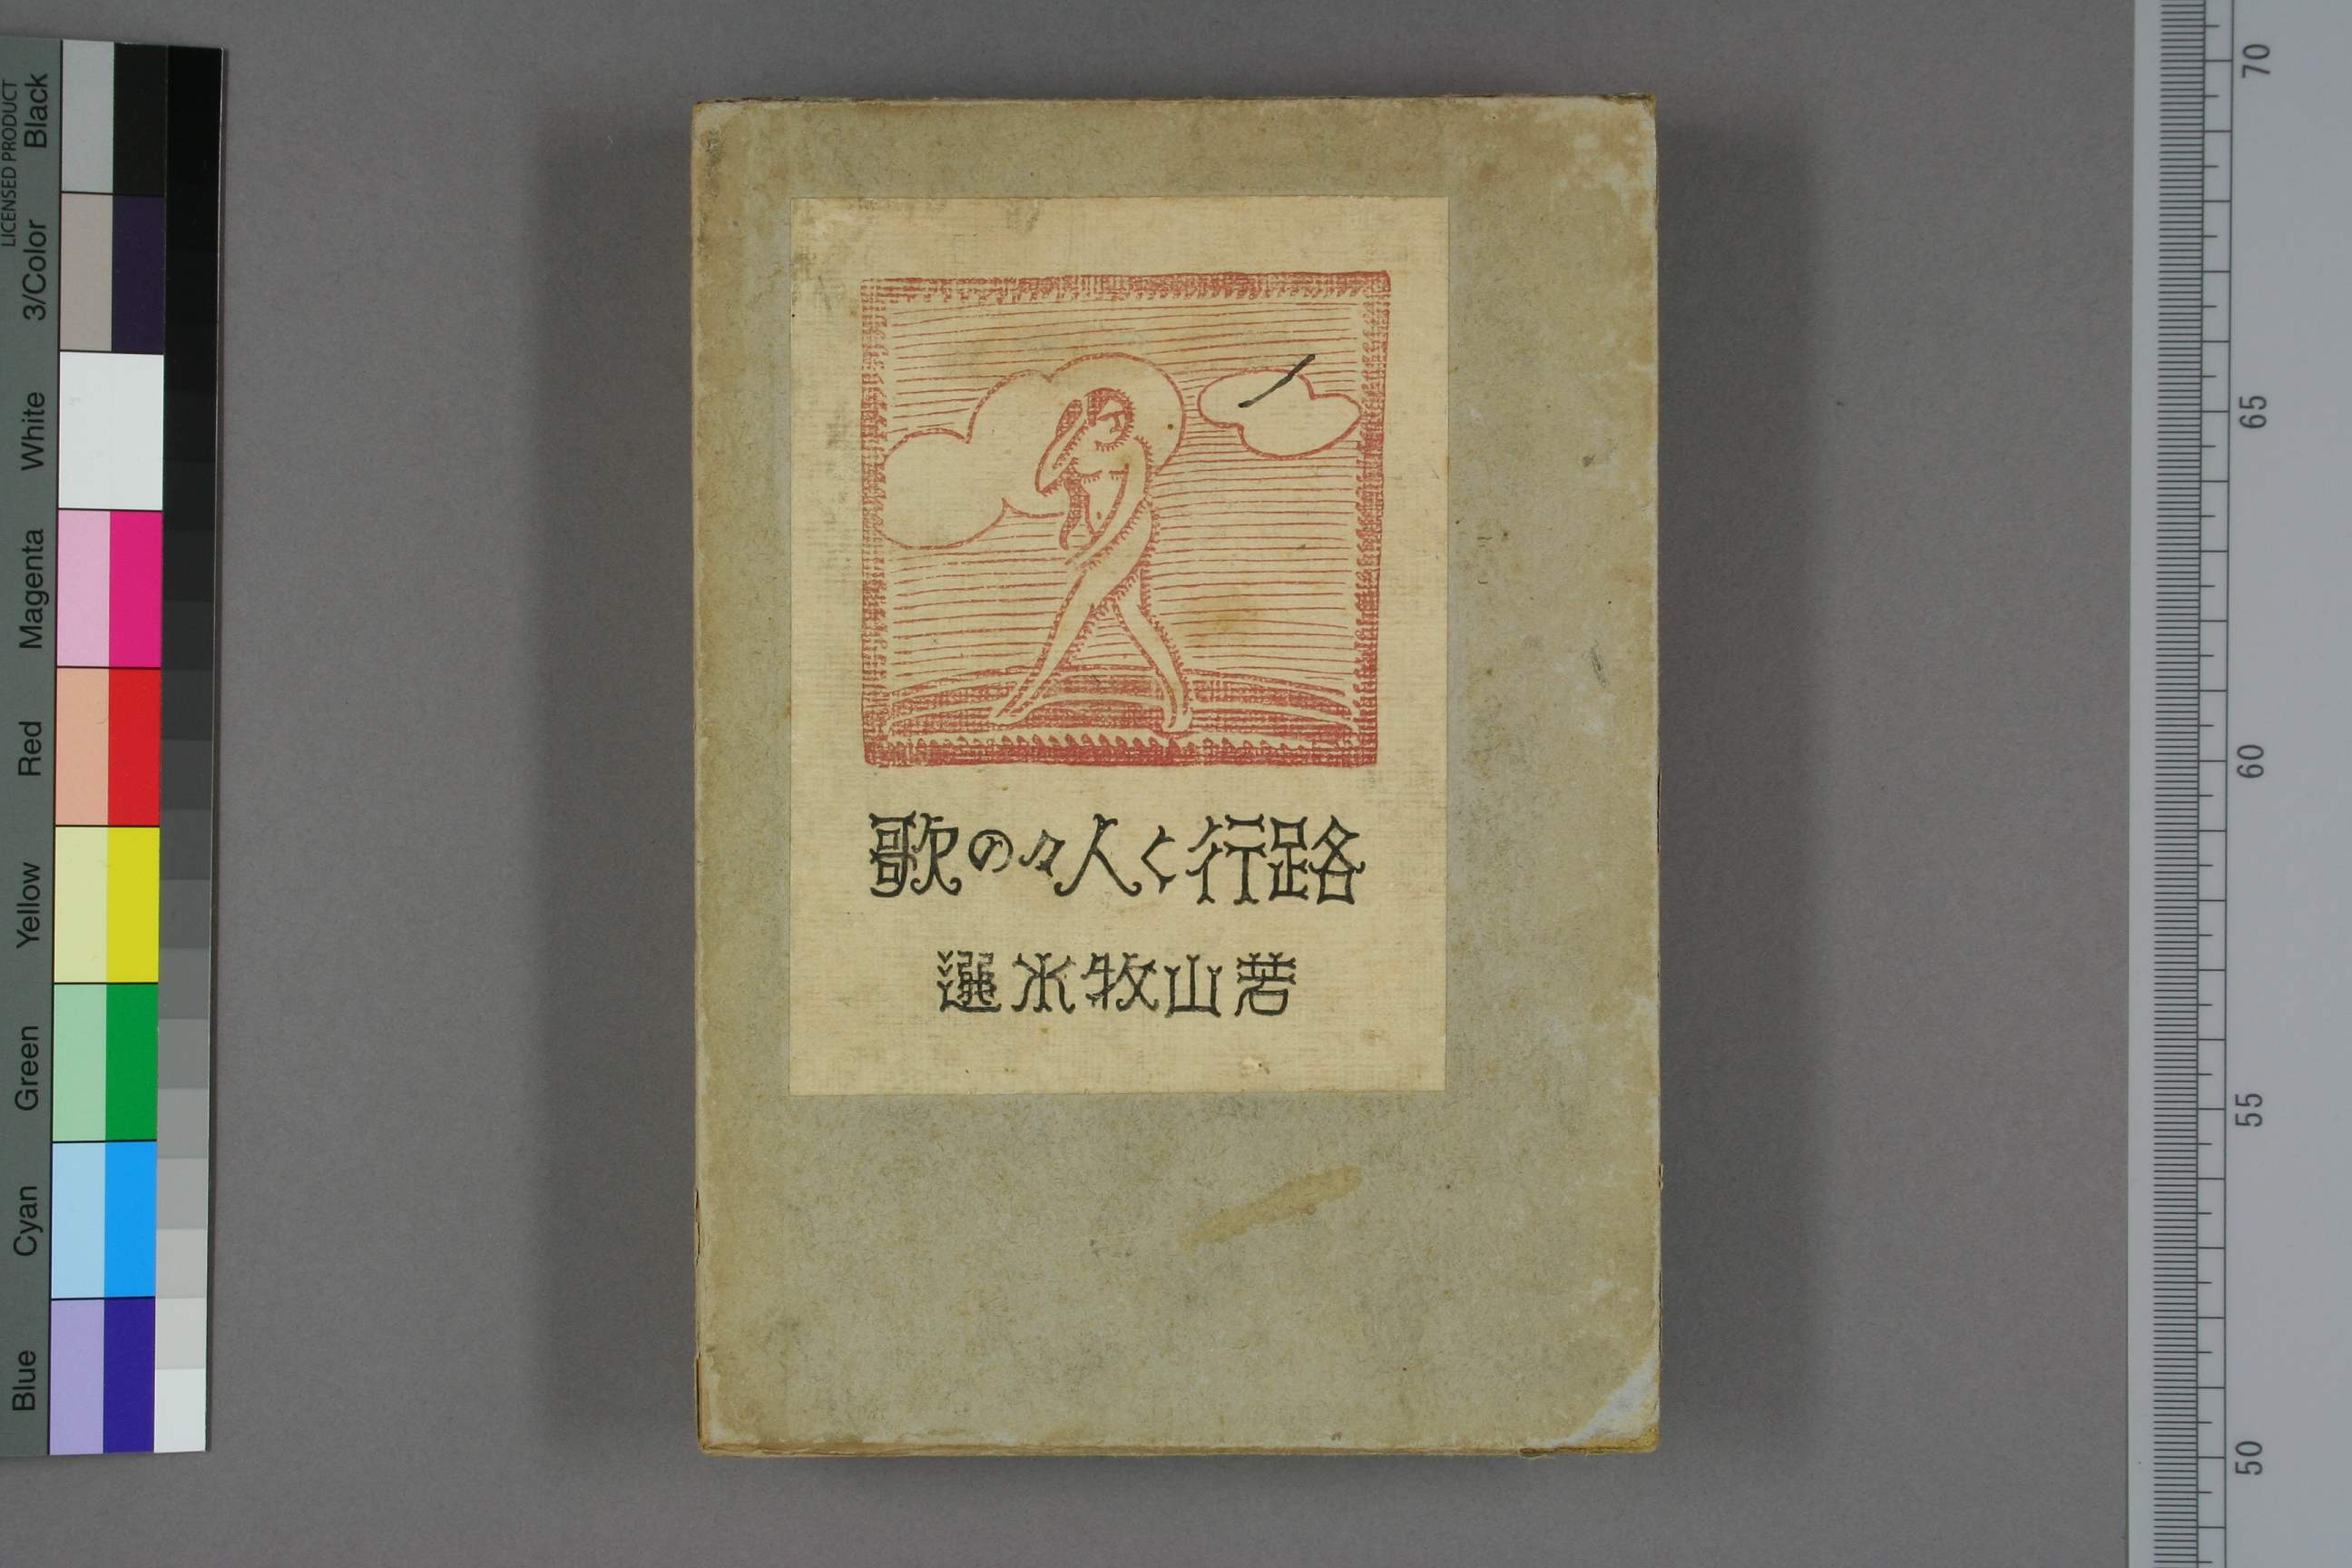 路行く人々の歌
若山牧水選
LICENSED PRODUCT
Black
3/Color
White
Magenta
Red
Yellow
Green
Cyan
Blue
70
65
60
55
50